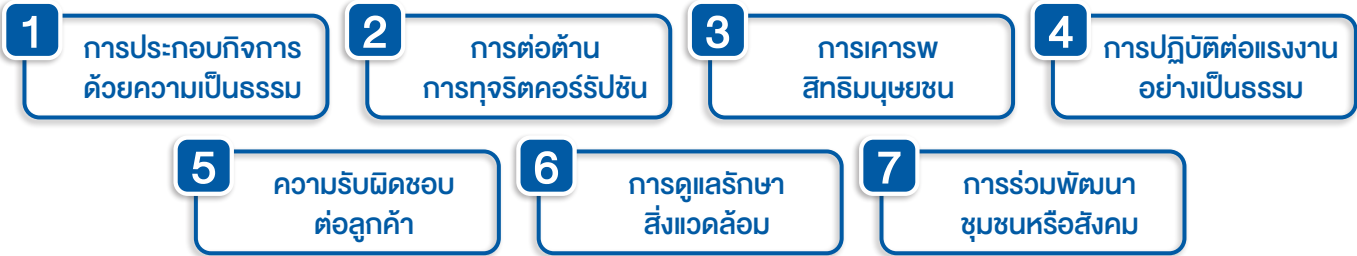 1
การประกอบกิจการ
ด้วยความเป็นธรรม
2
การต่อต้าน
การทุจริตคอร์รัปชัน
3
การเคารพ
สิทธิมนุษยชน
4
การปฏิบัติต่อแรงงาน
อย่างเป็นธรรม
5
ความรับผิดชอบ
ต่อลูกค้า
6
การดูแลรักษา
สิ่งแวดล้อม
7
การร่วมพัฒนา
ชุมชนหรือสังคม